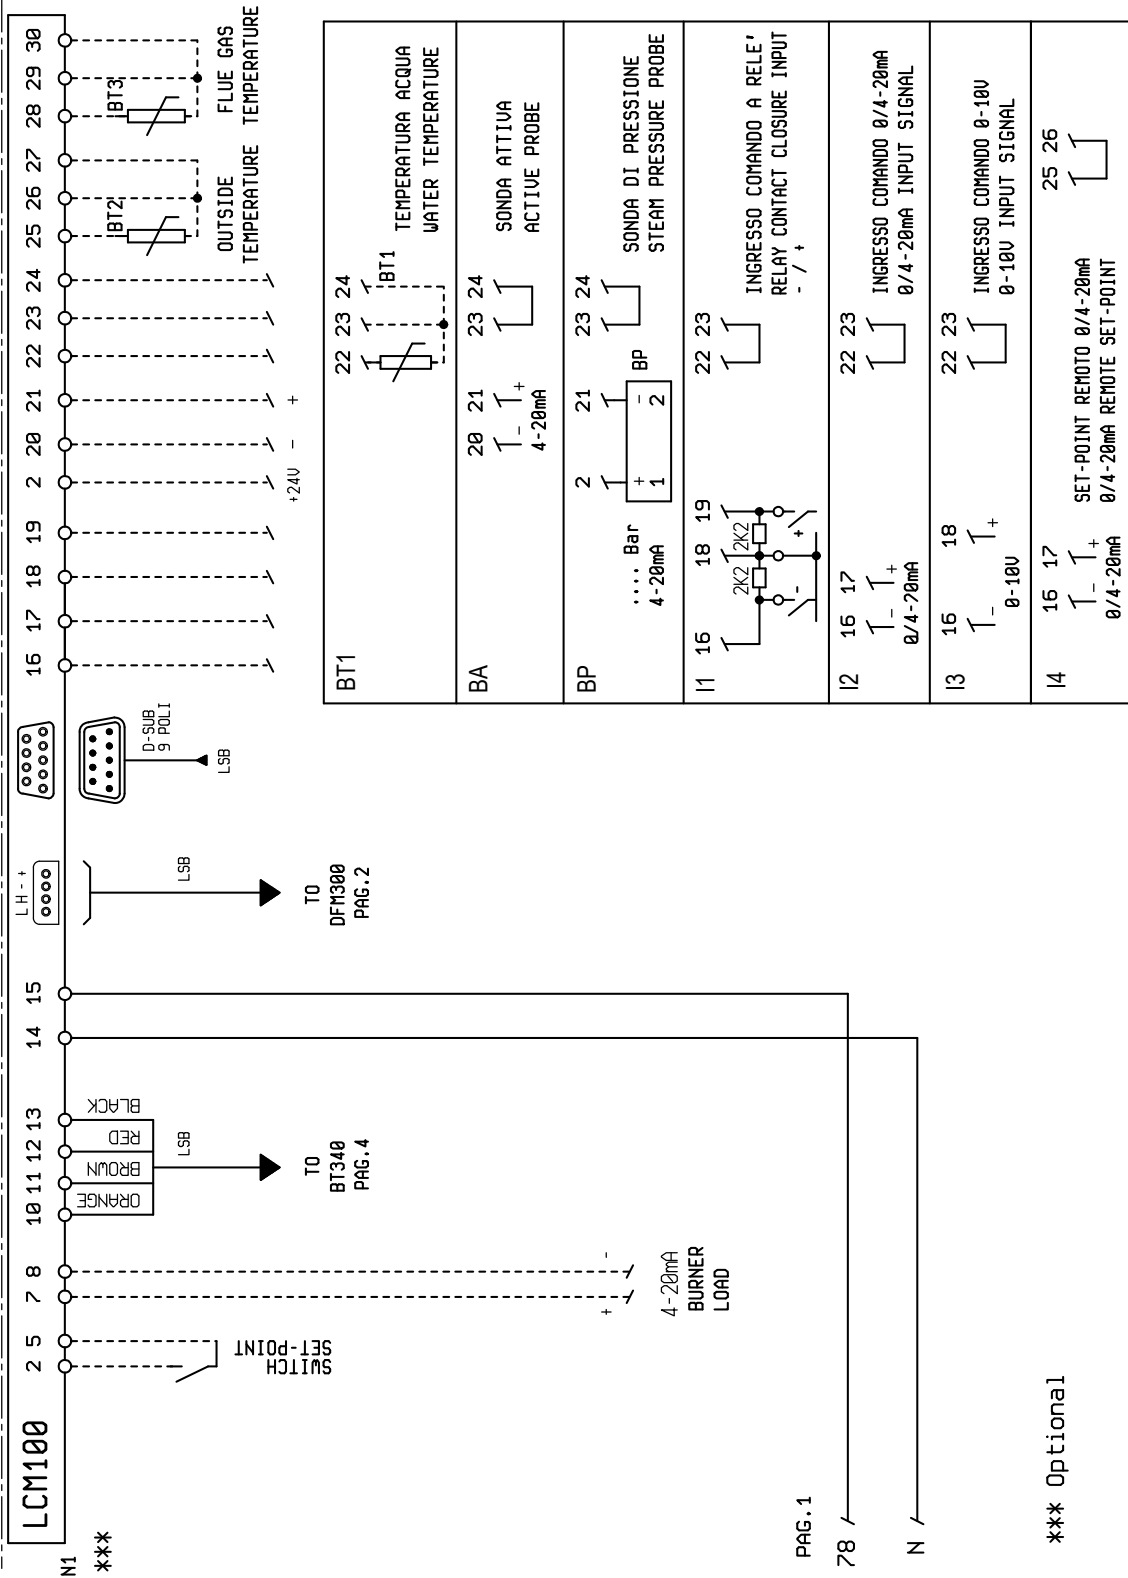 LCM100
2 5 7 8 10 11 12 13 14 15
L H - +
16 17 18 19 2 20 21 22 23 24 25 26 27 28 29 30
N1
***
SWITCH
SET-POINT
+ -
4-20mA
BURNER
LOAD
ORANGE
BROWN
RED
BLACK
LSB
TO
BT340
PAG.4
LSB
TO
DFM300
PAG.2
D-SUB
9 POLI
LSB
+24V - +
BT2
OUTSIDE
TEMPERATURE
BT3
FLUE GAS
TEMPERATURE
PAG.1
78
N
*** Optional
BT1
22 23 24
BT1
TEMPERATURA ACQUA
WATER TEMPERATURE
BA
20 21 23 24
- +
4-20mA
SONDA ATTIVA
ACTIVE PROBE
BP
.... Bar
4-20mA
2 21 23 24
+ -
1 2
BP
SONDA DI PRESSIONE
STEAM PRESSURE PROBE
I1
16 18 19 22 23
2K2 2K2
- +
INGRESSO COMANDO A RELE'
RELAY CONTACT CLOSURE INPUT
- / +
I2
16 17 22 23
- +
0/4-20mA
INGRESSO COMANDO 0/4-20mA
0/4-20mA INPUT SIGNAL
I3
16 18 22 23
- +
0-10V
INGRESSO COMANDO 0-10V
0-10V INPUT SIGNAL
I4
16 17 25 26
- +
0/4-20mA
SET-POINT REMOTO 0/4-20mA
0/4-20mA REMOTE SET-POINT